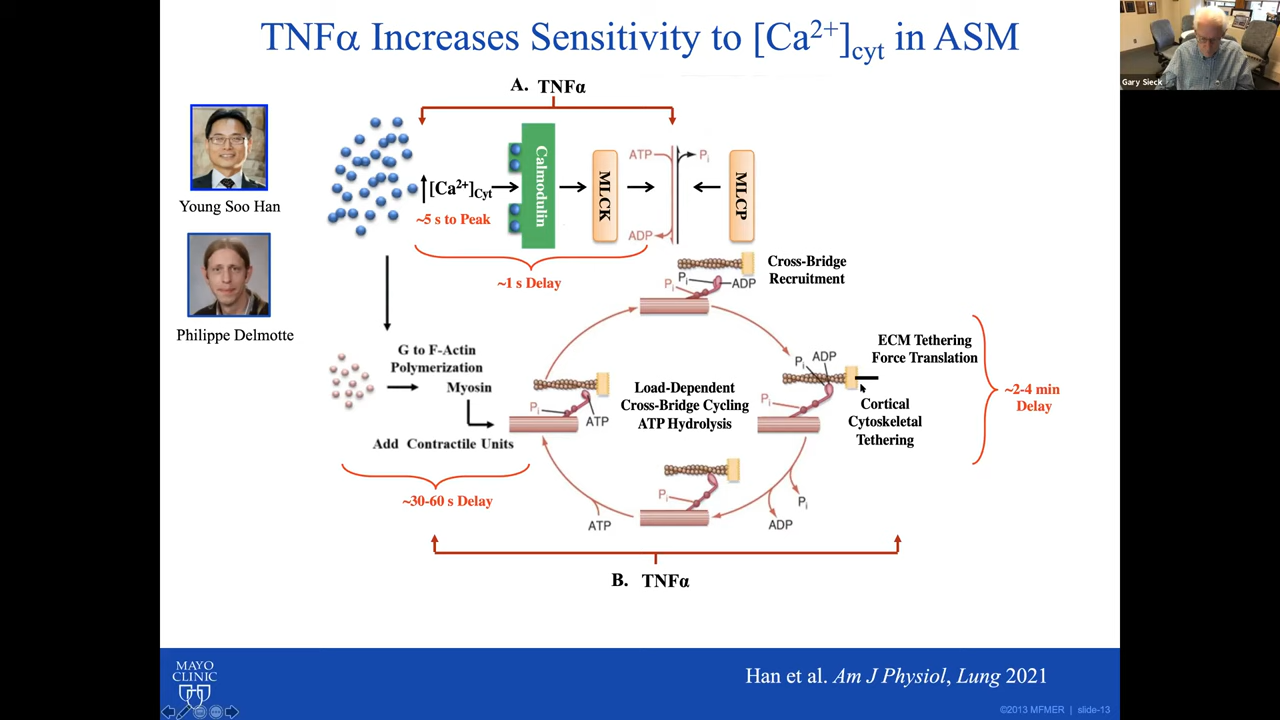 TNFα Increases Sensitivity to [Ca²⁺]cyt in ASM
Gary Sieck
A. TNFα
Young Soo Han
Philippe Delmotte
[Ca²⁺]Cyt
~5 s to Peak
Calmodulin
MLCK
ATP
ADP
Pi
MLCP
~1 s Delay
Pi
Pi
ADP
Cross-Bridge
Recruitment
G to F-Actin
Polymerization
Myosin
Add Contractile Units
~30-60 s Delay
Pi
ATP
Load-Dependent
Cross-Bridge Cycling
ATP Hydrolysis
Pi
ADP
Pi
ECM Tethering
Force Translation
Cortical
Cytoskeletal
Tethering
~2-4 min
Delay
Pi
ATP
ADP
Pi
B. TNFα
MAYO
CLINIC
Han et al. Am J Physiol, Lung 2021
©2013 MFMER | slide-13